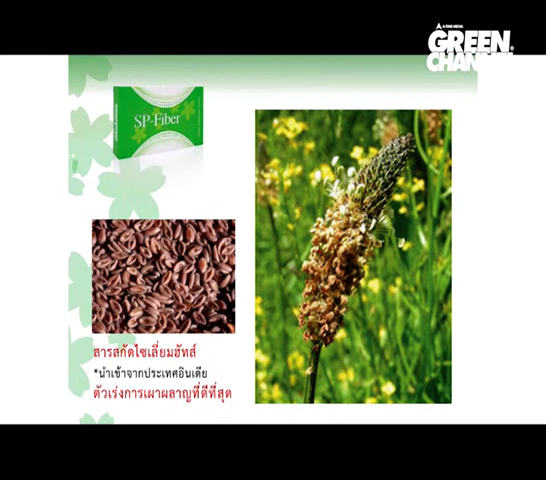 A FINE MEDIA
GREEN
CHANNEL
SP-Fiber
สารสกัดไซเลี่ยมฮัทส์
*นำเข้าจากประเทศอินเดีย
ตัวเร่งการเผาผลาญที่ดีที่สุด